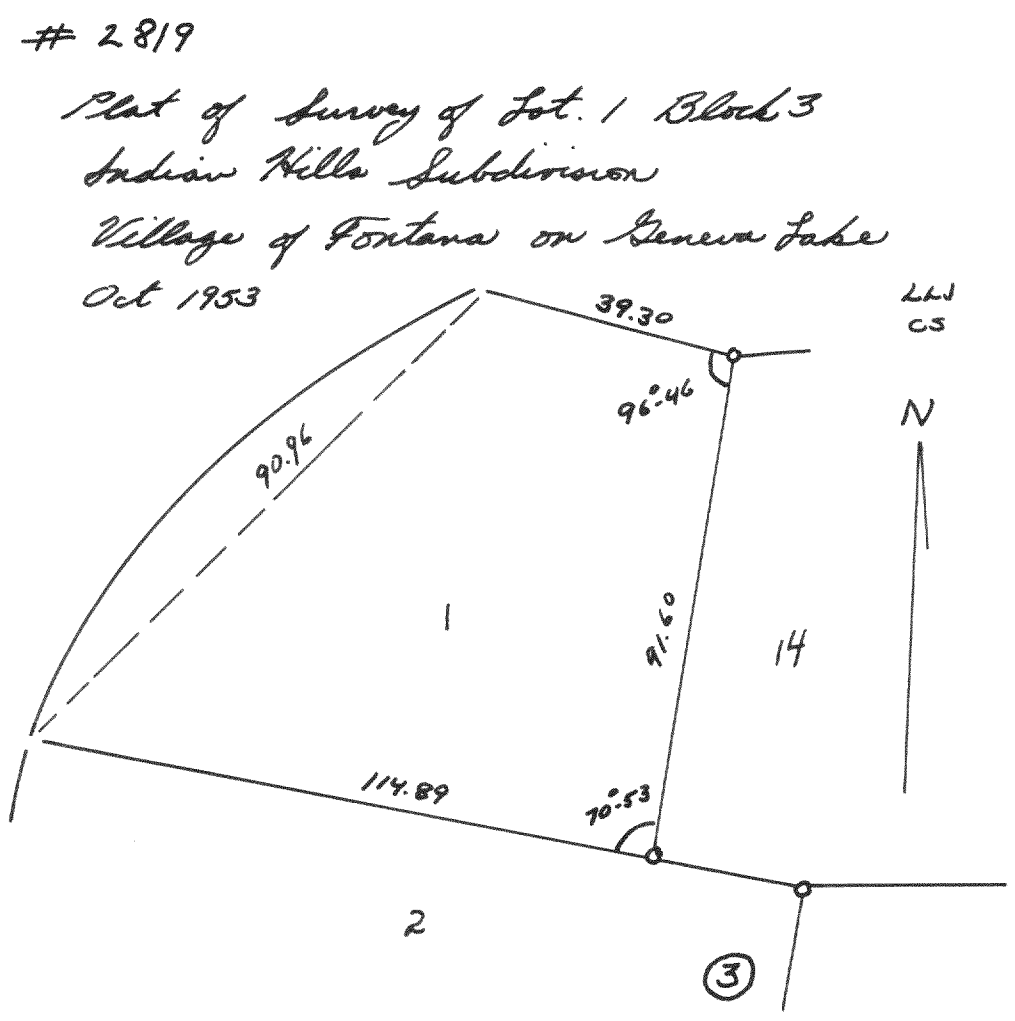 # 2819
Plat of Survey of Lot. 1 Block 3
Indian Hills Subdivision
Village of Fontana on Geneva Lake
Oct 1953
LLJ
CS
39.30
96°-46
N
90.96
1
91.60
14
114.89
70°-53
2
3